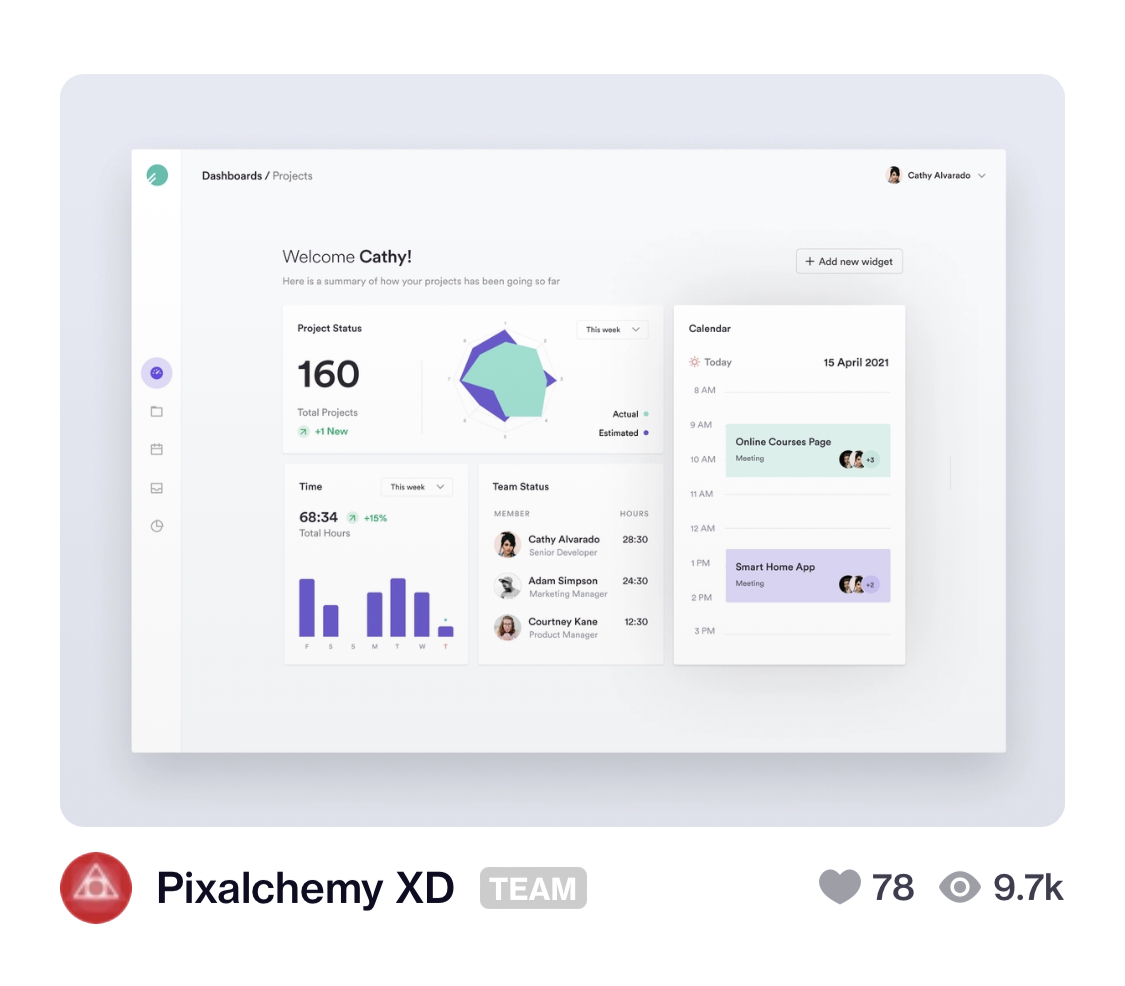 Dashboards / Projects
Cathy Alvarado
Welcome Cathy!
Here is a summary of how your projects has been going so far
+ Add new widget
Project Status
This week
160
Total Projects
+1 New
Actual
Estimated
Time
This week
68:34
+15%
Total Hours
F S S M T W T
Team Status
MEMBER HOURS
Cathy Alvarado 28:30
Senior Developer
Adam Simpson 24:30
Marketing Manager
Courtney Kane 12:30
Product Manager
Calendar
Today 15 April 2021
8 AM
9 AM
Online Courses Page
Meeting
+3
10 AM
11 AM
12 AM
1 PM
Smart Home App
Meeting
+2
2 PM
3 PM
Pixalchemy XD TEAM 78 9.7k